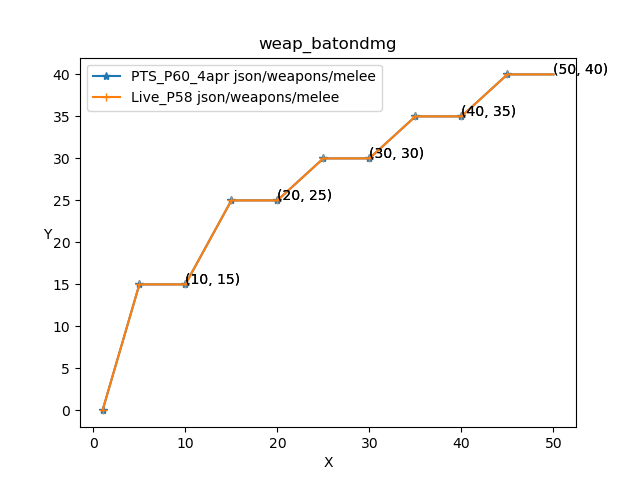 weap_batondmg
PTS_P60_4apr json/weapons/melee
Live_P58 json/weapons/melee
40
35
30
25
20
15
10
5
0
Y
(50, 40)
(40, 35)
(30, 30)
(20, 25)
(10, 15)
0 10 20 30 40 50
X